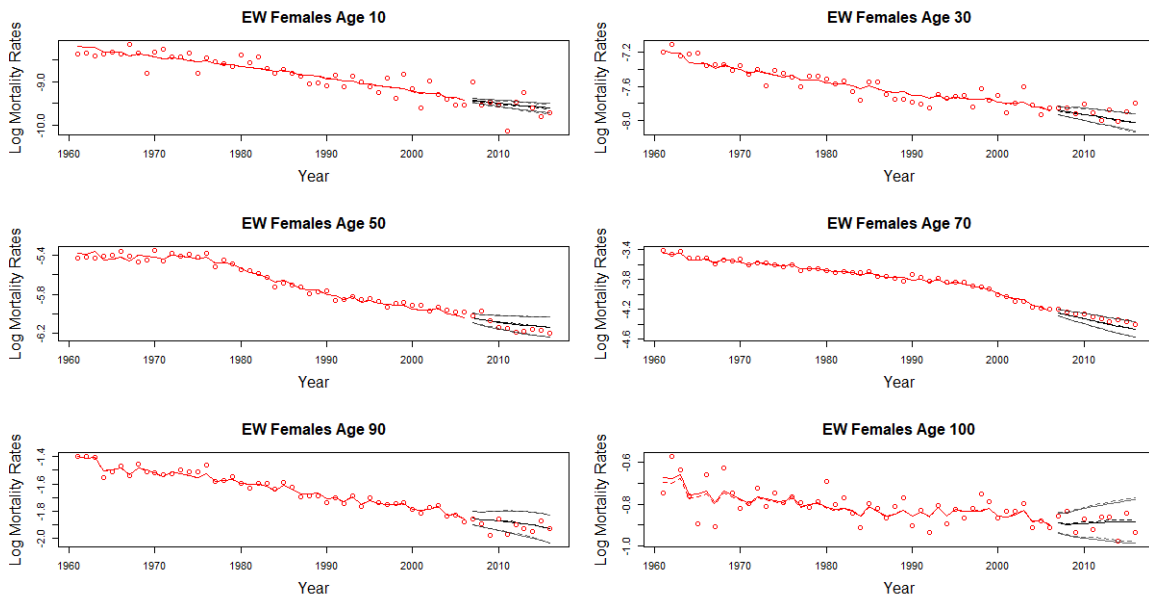 EW Females Age 10
Log Mortality Rates
-9.0
-10.0
1960 1970 1980 1990 2000 2010
Year
EW Females Age 30
Log Mortality Rates
-7.2
-7.6
-8.0
1960 1970 1980 1990 2000 2010
Year
EW Females Age 50
Log Mortality Rates
-5.4
-5.8
-6.2
1960 1970 1980 1990 2000 2010
Year
EW Females Age 70
Log Mortality Rates
-3.4
-3.8
-4.2
-4.6
1960 1970 1980 1990 2000 2010
Year
EW Females Age 90
Log Mortality Rates
-1.4
-1.6
-1.8
-2.0
1960 1970 1980 1990 2000 2010
Year
EW Females Age 100
Log Mortality Rates
-0.6
-0.8
-1.0
1960 1970 1980 1990 2000 2010
Year